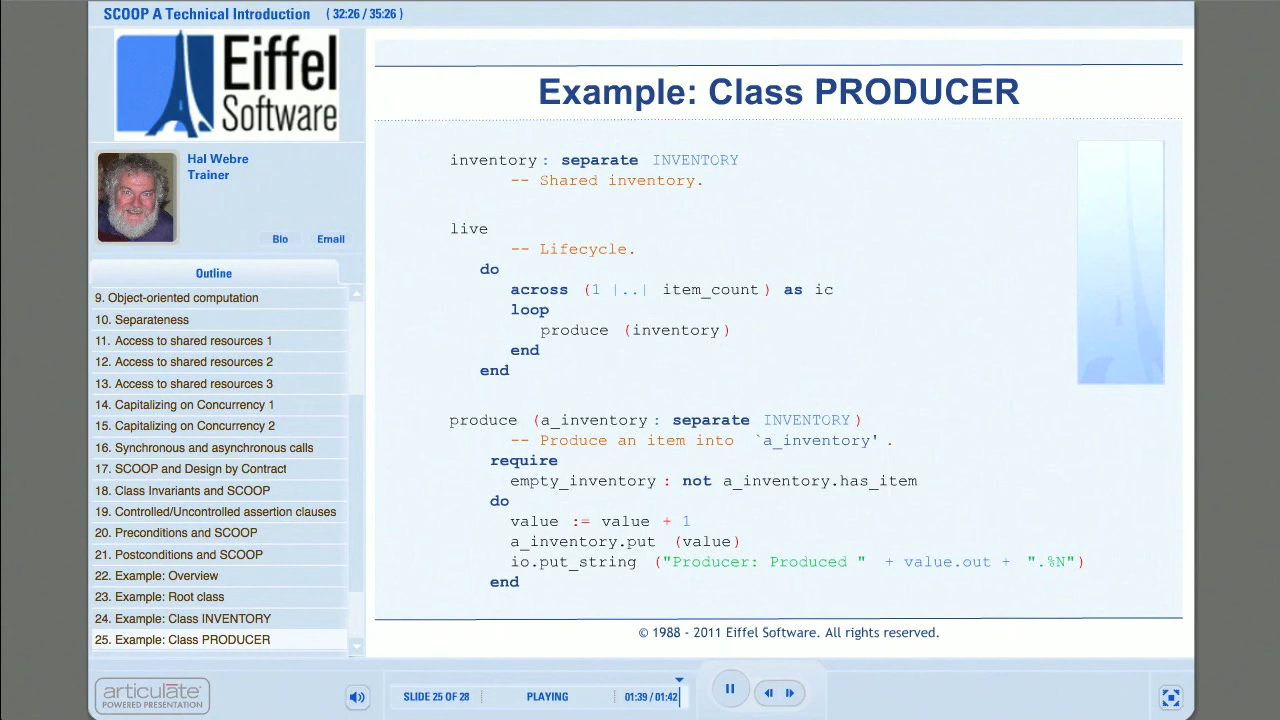 SCOOP A Technical Introduction ( 32:26 / 35:26 )
Eiffel
Software
Hal Webre
Trainer
Bio Email
Outline
9. Object-oriented computation
10. Separateness
11. Access to shared resources 1
12. Access to shared resources 2
13. Access to shared resources 3
14. Capitalizing on Concurrency 1
15. Capitalizing on Concurrency 2
16. Synchronous and asynchronous calls
17. SCOOP and Design by Contract
18. Class Invariants and SCOOP
19. Controlled/Uncontrolled assertion clauses
20. Preconditions and SCOOP
21. Postconditions and SCOOP
22. Example: Overview
23. Example: Root class
24. Example: Class INVENTORY
25. Example: Class PRODUCER
Example: Class PRODUCER
inventory: separate INVENTORY
-- Shared inventory.
live
-- Lifecycle.
do
across (1 |..| item_count) as ic
loop
produce (inventory)
end
end
produce (a_inventory: separate INVENTORY)
-- Produce an item into `a_inventory'.
require
empty_inventory: not a_inventory.has_item
do
value := value + 1
a_inventory.put (value)
io.put_string ("Producer: Produced " + value.out + ".%N")
end
© 1988 - 2011 Eiffel Software. All rights reserved.
articulate
POWERED PRESENTATION
SLIDE 25 OF 28 PLAYING 01:39 / 01:42